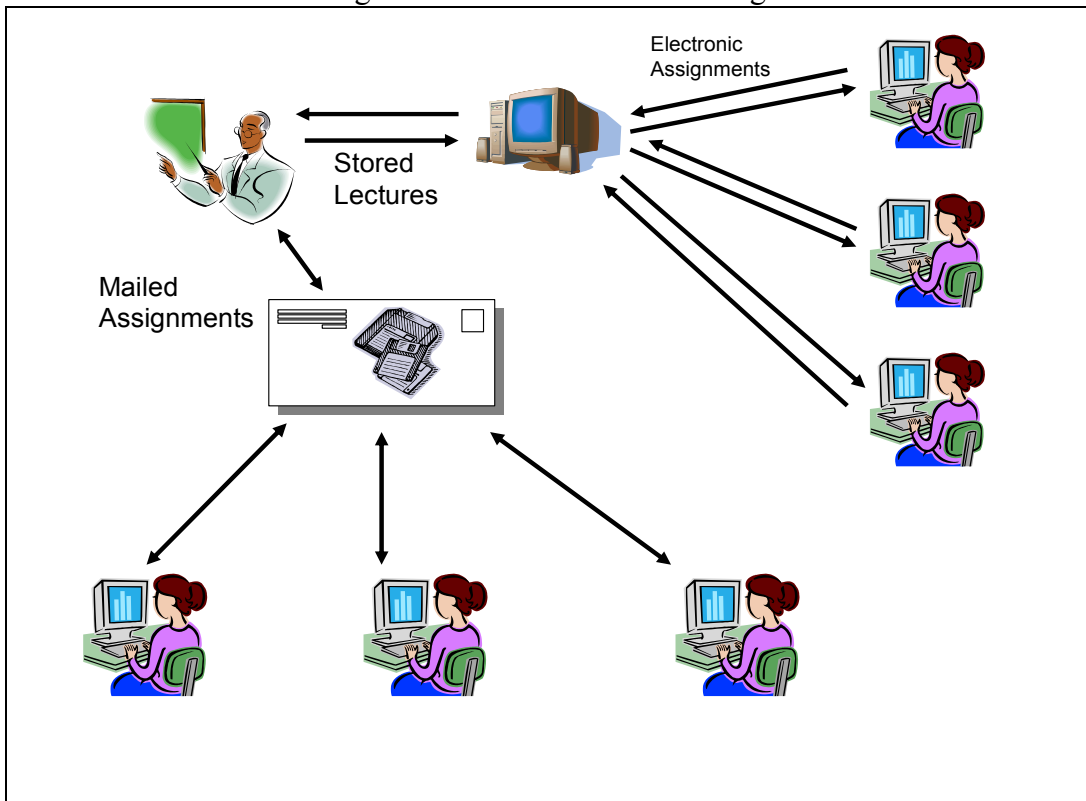 Electronic
Assignments
Stored
Lectures
Mailed
Assignments